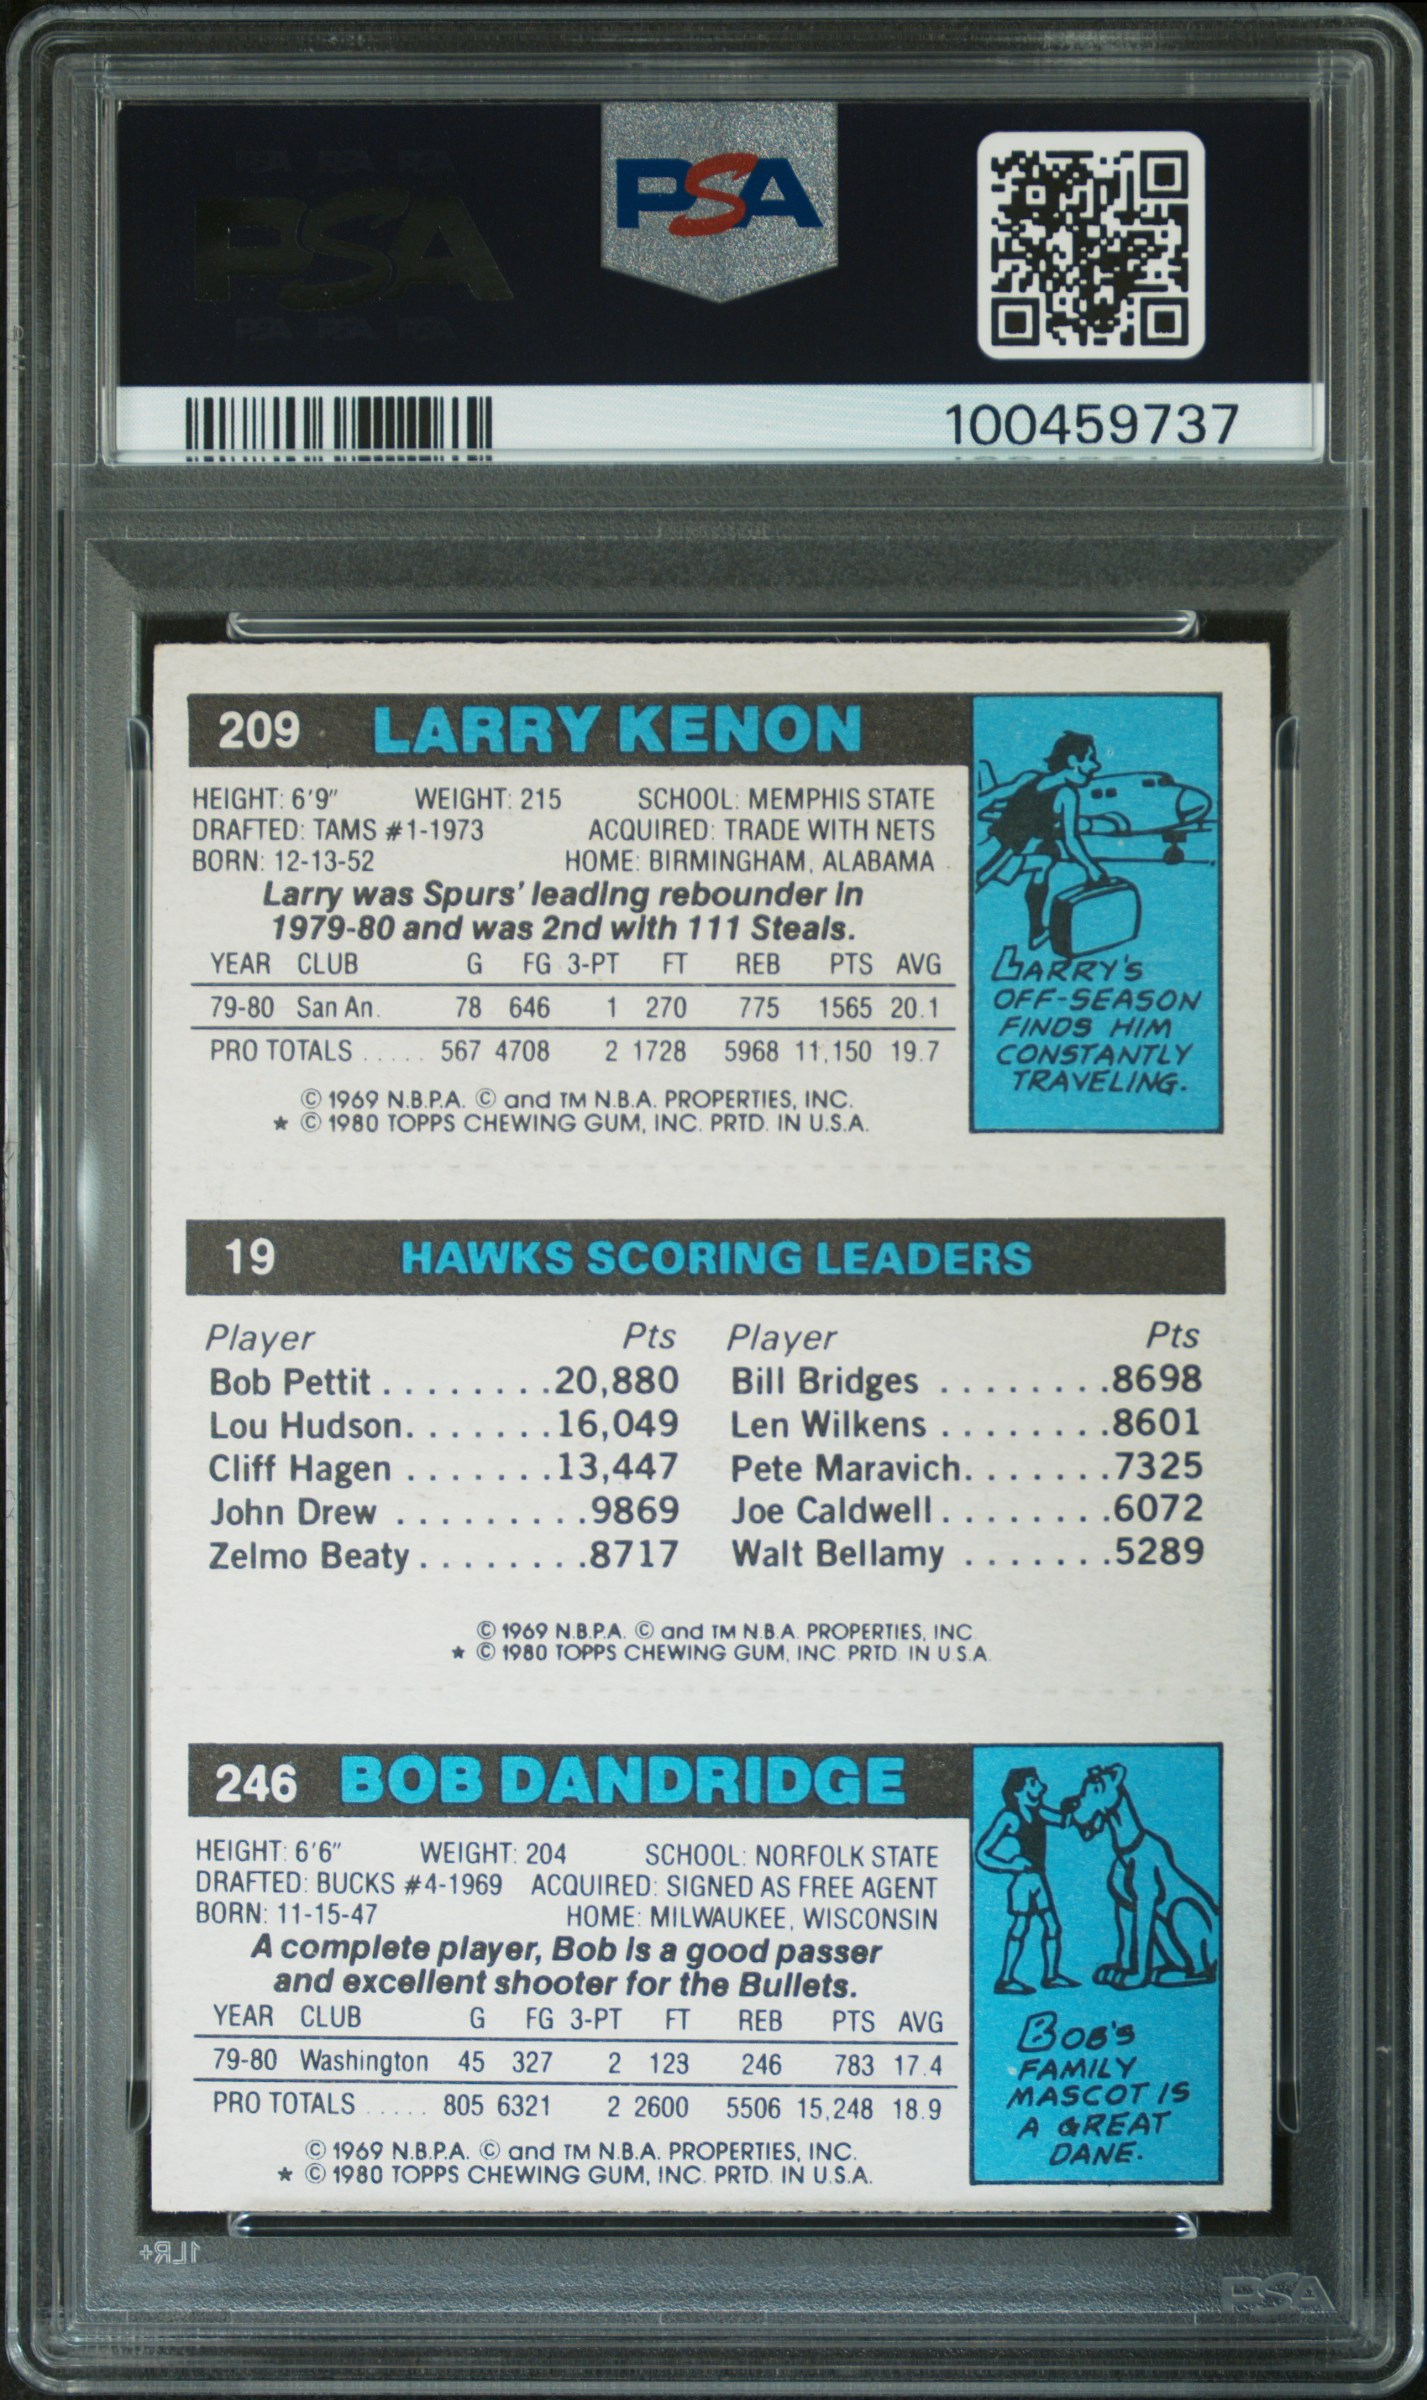 PSA
PSA
100459737
209 LARRY KENON
HEIGHT: 6'9" WEIGHT: 215 SCHOOL: MEMPHIS STATE
DRAFTED: TAMS #1-1973 ACQUIRED: TRADE WITH NETS
BORN: 12-13-52 HOME: BIRMINGHAM, ALABAMA
Larry was Spurs' leading rebounder in
1979-80 and was 2nd with 111 Steals.
YEAR CLUB G FG 3-PT FT REB PTS AVG
79-80 San An. 78 646 1 270 775 1565 20.1
PRO TOTALS ..... 567 4708 2 1728 5968 11,150 19.7
© 1969 N.B.P.A. © and TM N.B.A. PROPERTIES, INC.
* © 1980 TOPPS CHEWING GUM, INC. PRTD. IN U.S.A.
LARRY'S
OFF-SEASON
FINDS HIM
CONSTANTLY
TRAVELING.
19 HAWKS SCORING LEADERS
Player Pts Player Pts
Bob Pettit ........ 20,880 Bill Bridges ........ 8698
Lou Hudson ....... 16,049 Len Wilkens ........ 8601
Cliff Hagen ....... 13,447 Pete Maravich ....... 7325
John Drew ......... 9869 Joe Caldwell ........ 6072
Zelmo Beaty ........ 8717 Walt Bellamy ....... 5289
© 1969 N.B.P.A. © and TM N.B.A. PROPERTIES, INC.
* © 1980 TOPPS CHEWING GUM, INC. PRTD. IN U.S.A.
246 BOB DANDRIDGE
HEIGHT: 6'6" WEIGHT: 204 SCHOOL: NORFOLK STATE
DRAFTED: BUCKS #4-1969 ACQUIRED: SIGNED AS FREE AGENT
BORN: 11-15-47 HOME: MILWAUKEE, WISCONSIN
A complete player, Bob is a good passer
and excellent shooter for the Bullets.
YEAR CLUB G FG 3-PT FT REB PTS AVG
79-80 Washington 45 327 2 123 246 783 17.4
PRO TOTALS ..... 805 6321 2 2600 5506 15,248 18.9
© 1969 N.B.P.A. © and TM N.B.A. PROPERTIES, INC.
* © 1980 TOPPS CHEWING GUM, INC. PRTD. IN U.S.A.
BOB'S
FAMILY
MASCOT IS
A GREAT
DANE.
1LR+
PSA